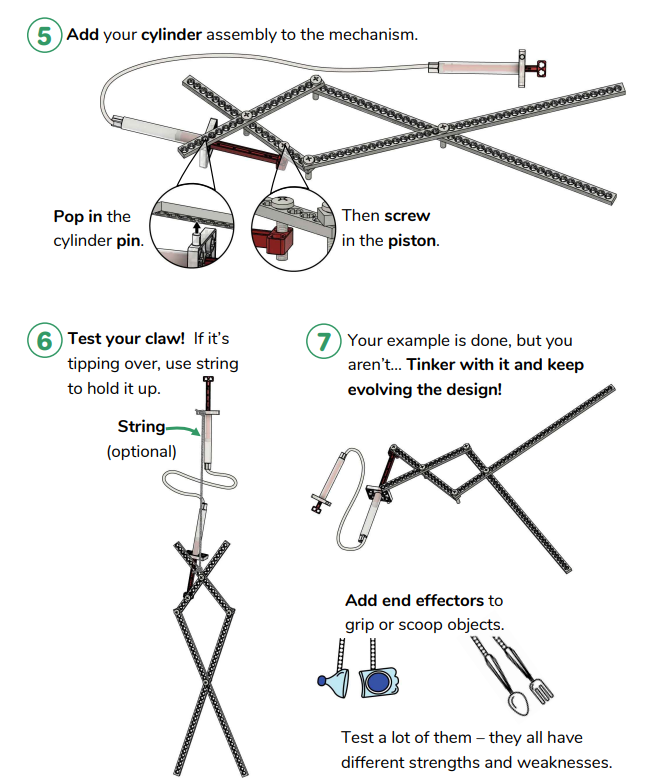 5 Add your cylinder assembly to the mechanism.
Pop in the
cylinder pin.
Then screw
in the piston.
6 Test your claw! If it's
tipping over, use string
to hold it up.
String
(optional)
7 Your example is done, but you
aren't... Tinker with it and keep
evolving the design!
Add end effectors to
grip or scoop objects.
Test a lot of them – they all have
different strengths and weaknesses.